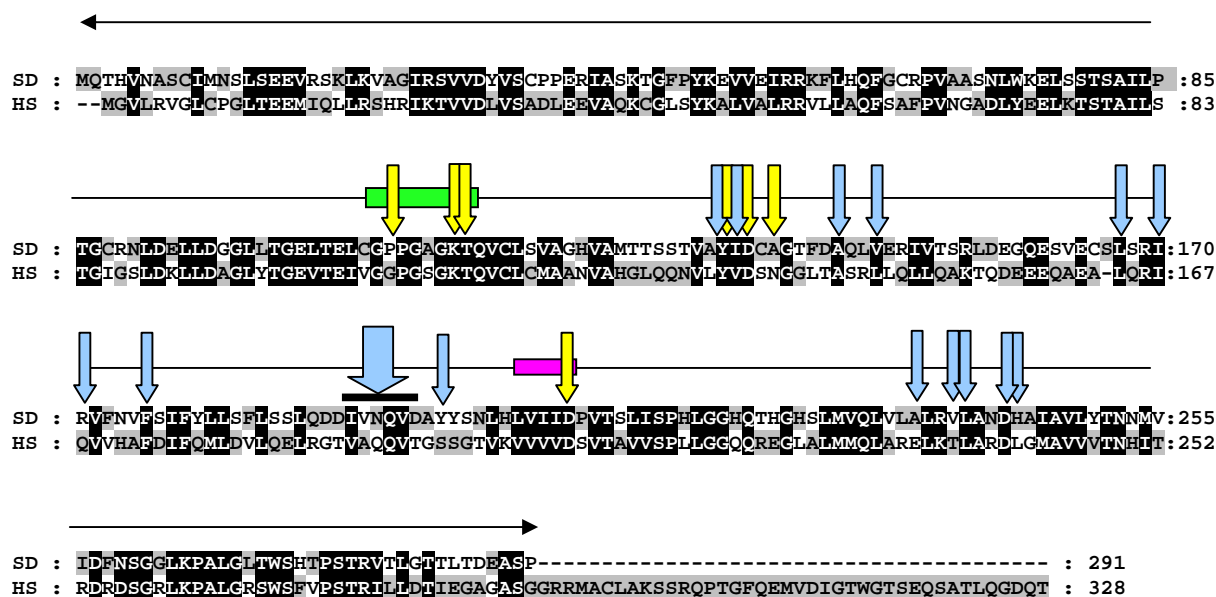 SD : MQTHVNASCIMNSLSEEVRSKLKVAGIRSVVDYVSCPPERIASKTGFPYKEVVEIRRKFLHQFGCRPVAASNLWKELSSTSAILP :85
HS : --MGVLRVGLCPGLTEEMIQLLRSHRIKTVVDLVSADLEEVAQKCGLSYKALVALRRVLLAQFSAFPVNGADLYEELKTSTAILS :83
SD : TGCRNLDELLDGGLLTGELTELCGPPGAGKTQVCLSVAGHVAMTTSSTVAYIDCAGTFDAQLVERIVTSRLDEGQESVECSLSRI:170
HS : TGIGSLDKLLDAGLYTGEVTEIVGGPGSGKTQVCLCMAANVAHGLQQNVLYVDSNGGLTASRLLQLLQAKTQDEEEQAEA-LQRI:167
SD : RVFNVFSIFYLLSFLSSLQDDIVNQVDAYYSNLHLVIIDPVTSLISPHLGGHQTHGHSLMVQLVLALRVLANDHAIAVLYTNNMV:255
HS : QVVHAFDIFQMLDVLQELRGTVAQQVTGSSGTVKVVVVDSVTAVVSPLLGGQQREGLALMMQLARELKTLARDLGMAVVVTNHIT:252
SD : IDFNSGGLKPALGLTWSHTPSTRVTLGTTLTDEASP------------------------------------------ : 291
HS : RDRDSGRLKPALGRSWSFVPSTRILLDTIEGAGASGGRRMACLAKSSRQPTGFQEMVDIGTWGTSEQSATLQGDQT : 328